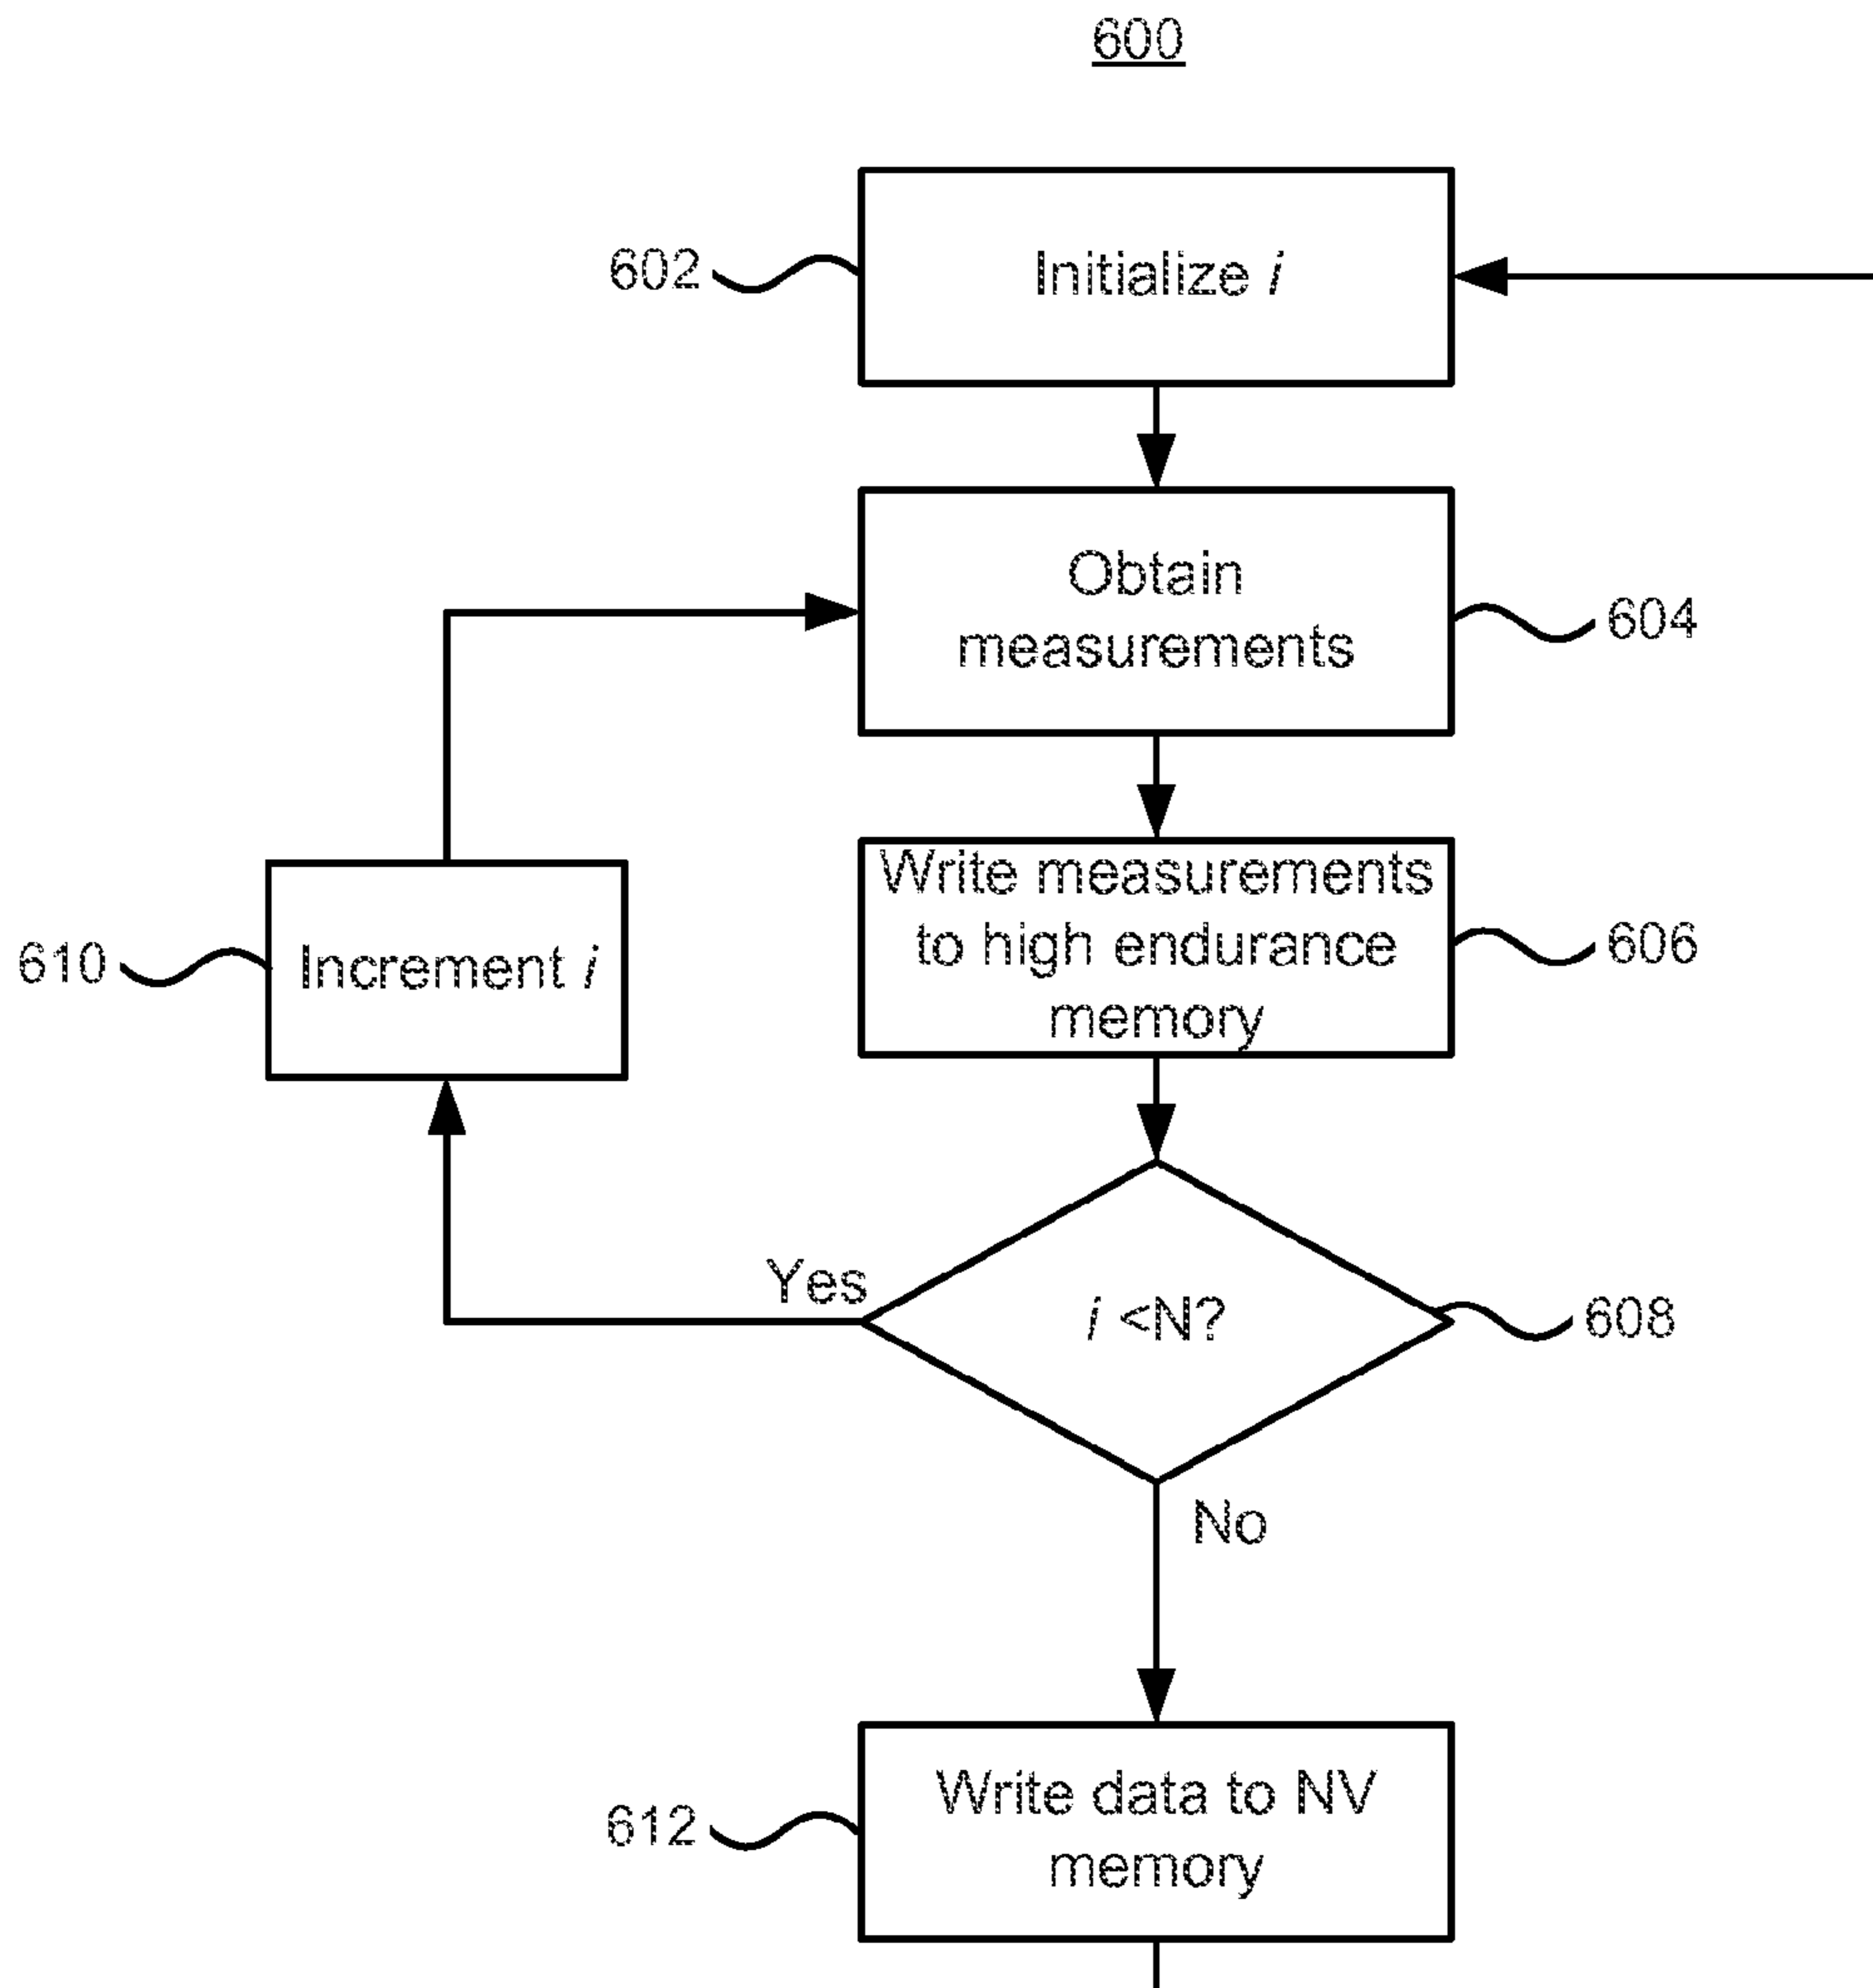 600
602
Initialize i
Obtain
measurements
604
Write measurements
to high endurance
memory
606
610
Increment i
Yes
i <N?
608
No
Write data to NV
memory
612